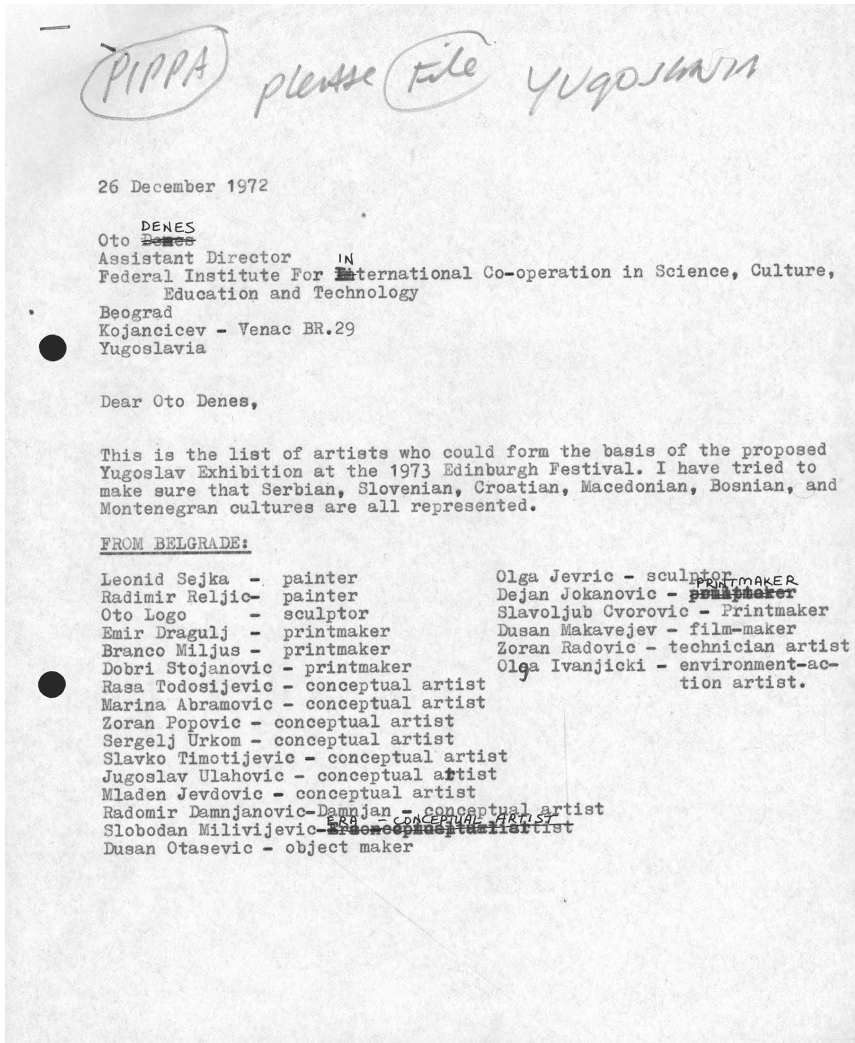 PIPPA please File YUGOSLAVIA
26 December 1972
DENES
Oto Denes
Assistant Director
IN
Federal Institute For International Co-operation in Science, Culture,
Education and Technology
Beograd
Kojancicev - Venac BR.29
Yugoslavia
Dear Oto Denes,
This is the list of artists who could form the basis of the proposed
Yugoslav Exhibition at the 1973 Edinburgh Festival. I have tried to
make sure that Serbian, Slovenian, Croatian, Macedonian, Bosnian, and
Montenegran cultures are all represented.
FROM BELGRADE:
Leonid Sejka - painter
Radimir Reljic- painter
Oto Logo - sculptor
Emir Dragulj - printmaker
Branco Miljus - printmaker
Dobri Stojanovic - printmaker
Rasa Todosijevic - conceptual artist
Marina Abramovic - conceptual artist
Zoran Popovic - conceptual artist
Sergelj Urkom - conceptual artist
Slavko Timotijevic - conceptual artist
Jugoslav Ulahovic - conceptual artist
Mladen Jevdovic - conceptual artist
Radomir Damnjanovic-Damnjan - conceptual artist
ERA - CONCEPTUAL ARTIST
Slobodan Milivijevic-
Dusan Otasevic - object maker
Olga Jevric - sculptor
PRINTMAKER
Dejan Jokanovic -
Slavoljub Cvorovic - Printmaker
Dusan Makavejev - film-maker
Zoran Radovic - technician artist
Olga Ivanjicki - environment-ac-
tion artist.